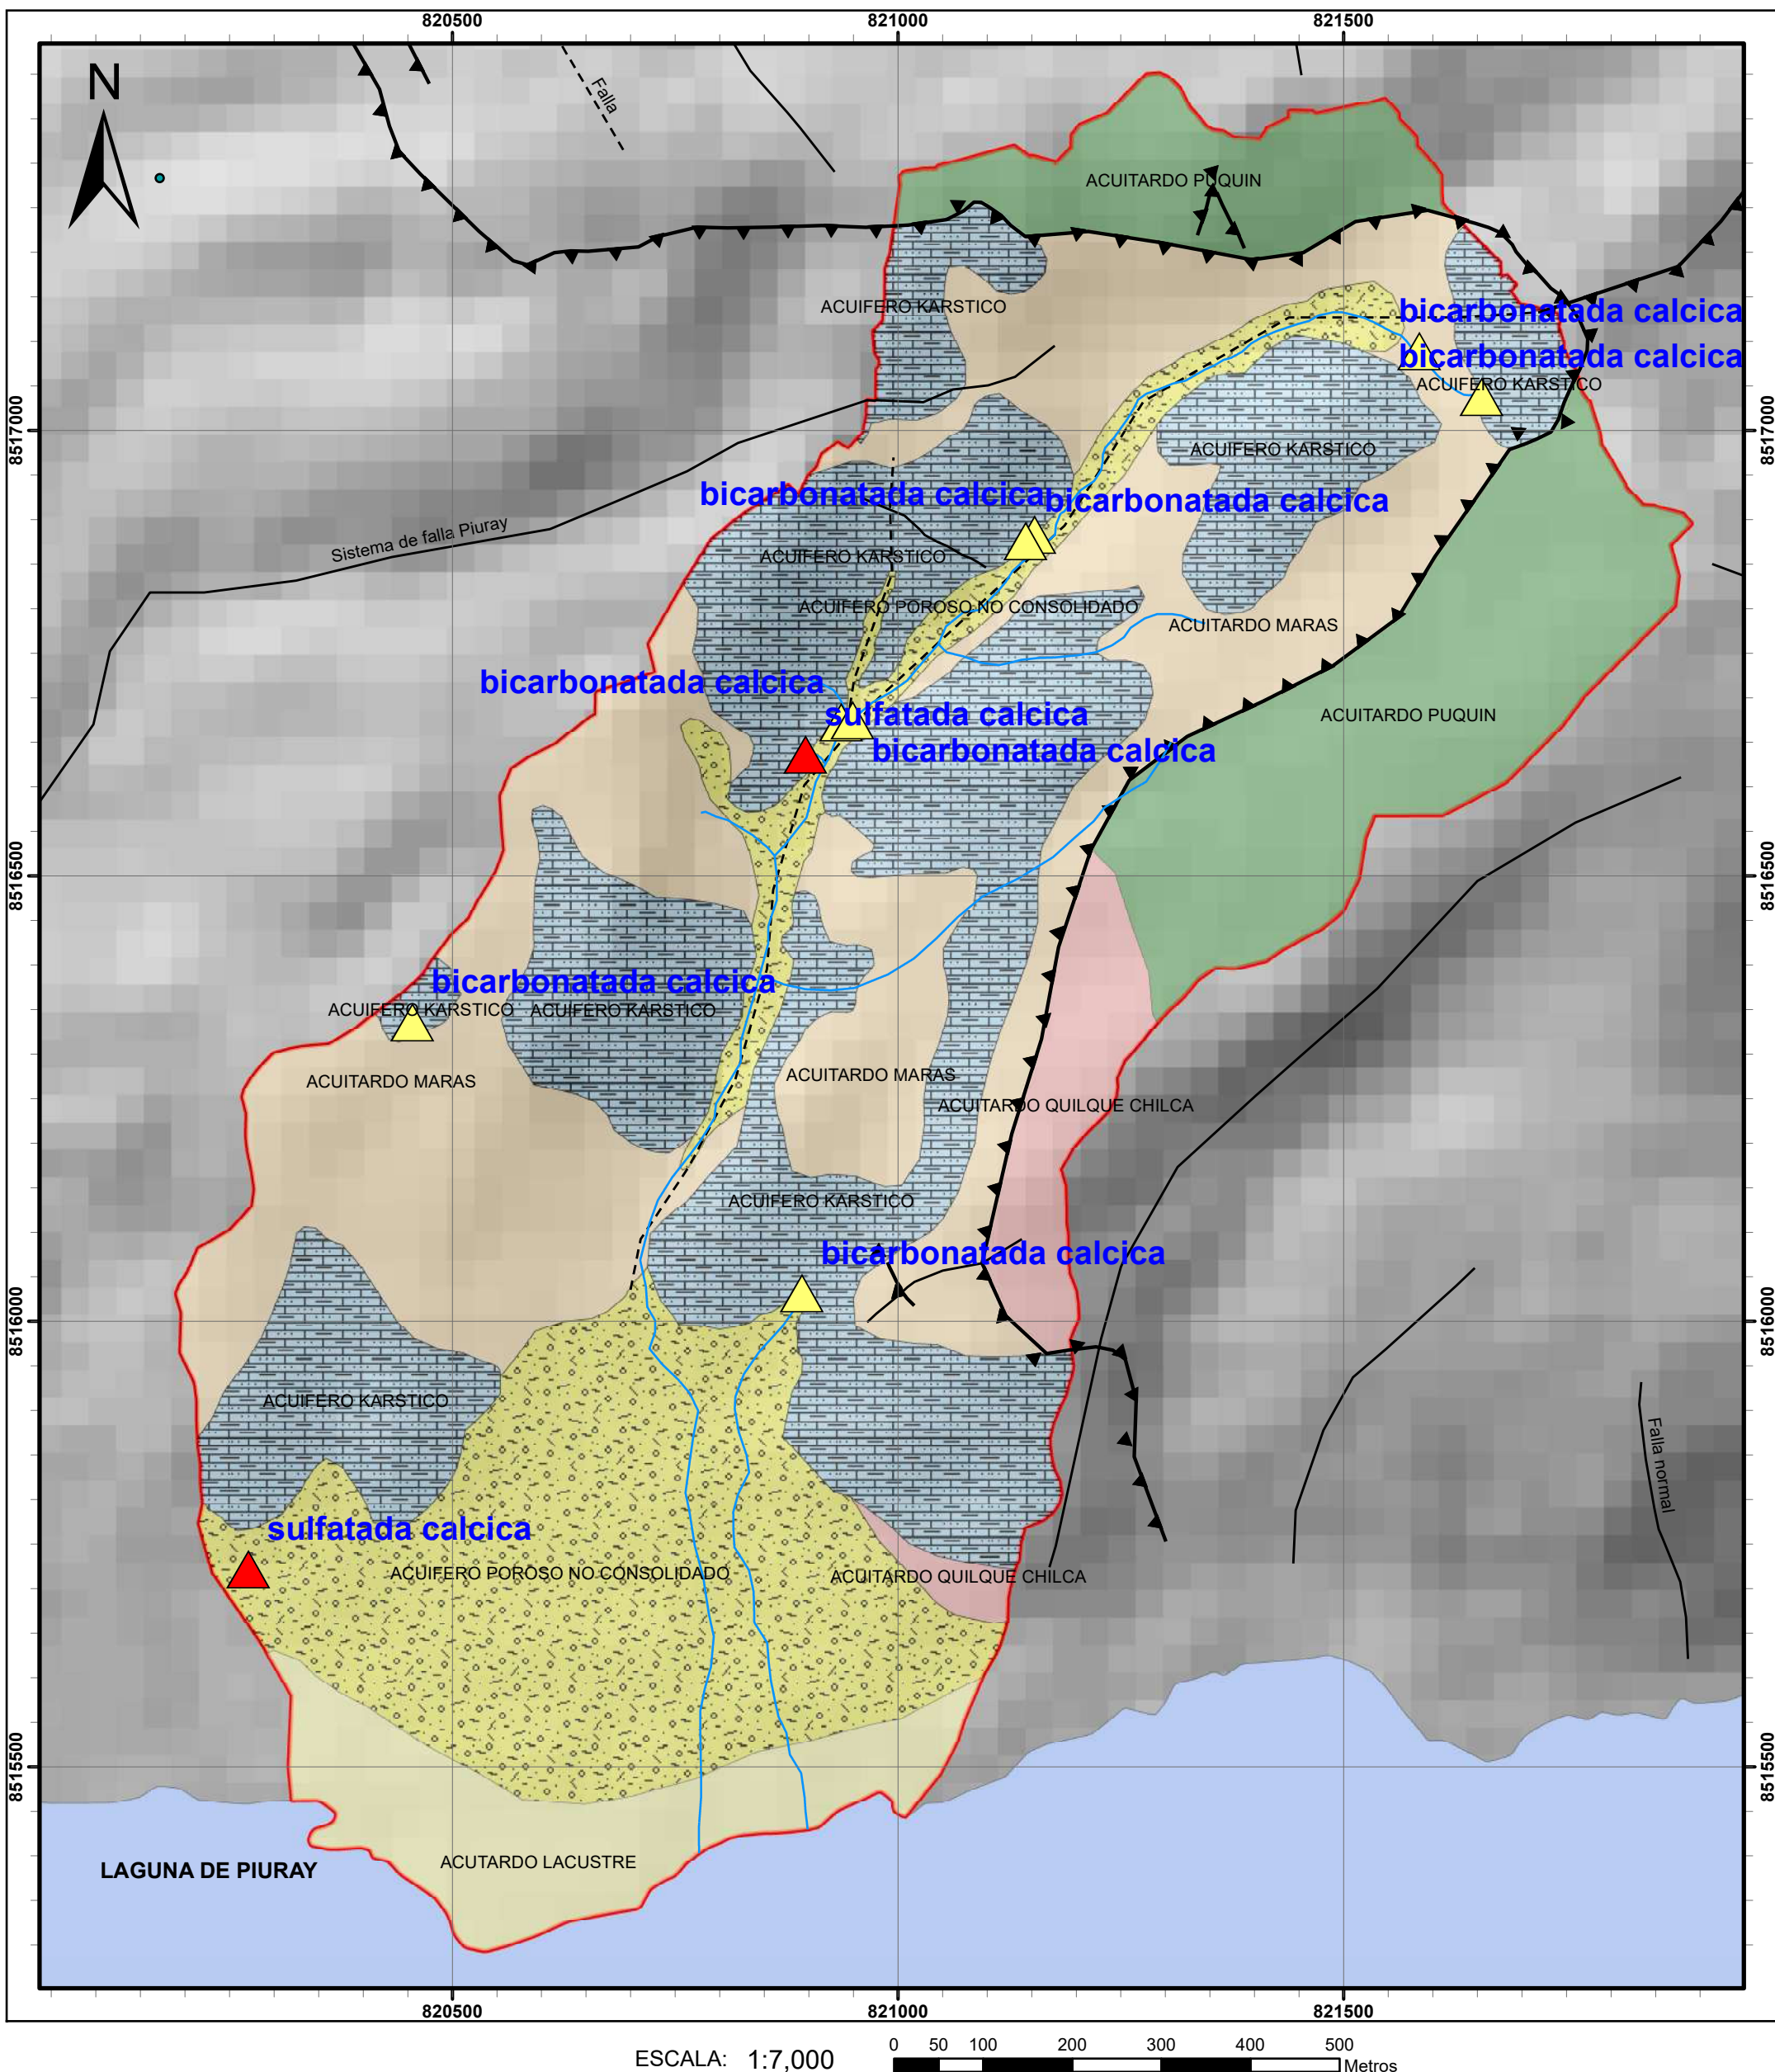 820500 821000 821500
N
Falla
ACUITARDO PUQUIN
ACUIFERO KARSTICO
bicarbonatada calcica
bicarbonatada calcica
ACUIFERO KARSTICO
8517000 8517000
ACUIFERO KARSTICO
bicarbonatada calcica
bicarbonatada calcica
Sistema de falla Piuray
ACUIFERO KARSTICO
ACUIFERO POROSO NO CONSOLIDADO
ACUITARDO MARAS
bicarbonatada calcica
sulfatada calcica
ACUITARDO PUQUIN
bicarbonatada calcica
8516500 8516500
bicarbonatada calcica
ACUIFERO KARSTICO
ACUIFERO KARSTICO
ACUITARDO MARAS
ACUITARDO MARAS
ACUITARDO QUILQUE CHILCA
ACUIFERO KARSTICO
bicarbonatada calcica
8516000 8516000
ACUIFERO KARSTICO
Falla normal
sulfatada calcica
ACUIFERO POROSO NO CONSOLIDADO
ACUITARDO QUILQUE CHILCA
8515500 8515500
ACUTARDO LACUSTRE
LAGUNA DE PIURAY
820500 821000 821500
ESCALA: 1:7,000
0 50 100 200 300 400 500
Metros